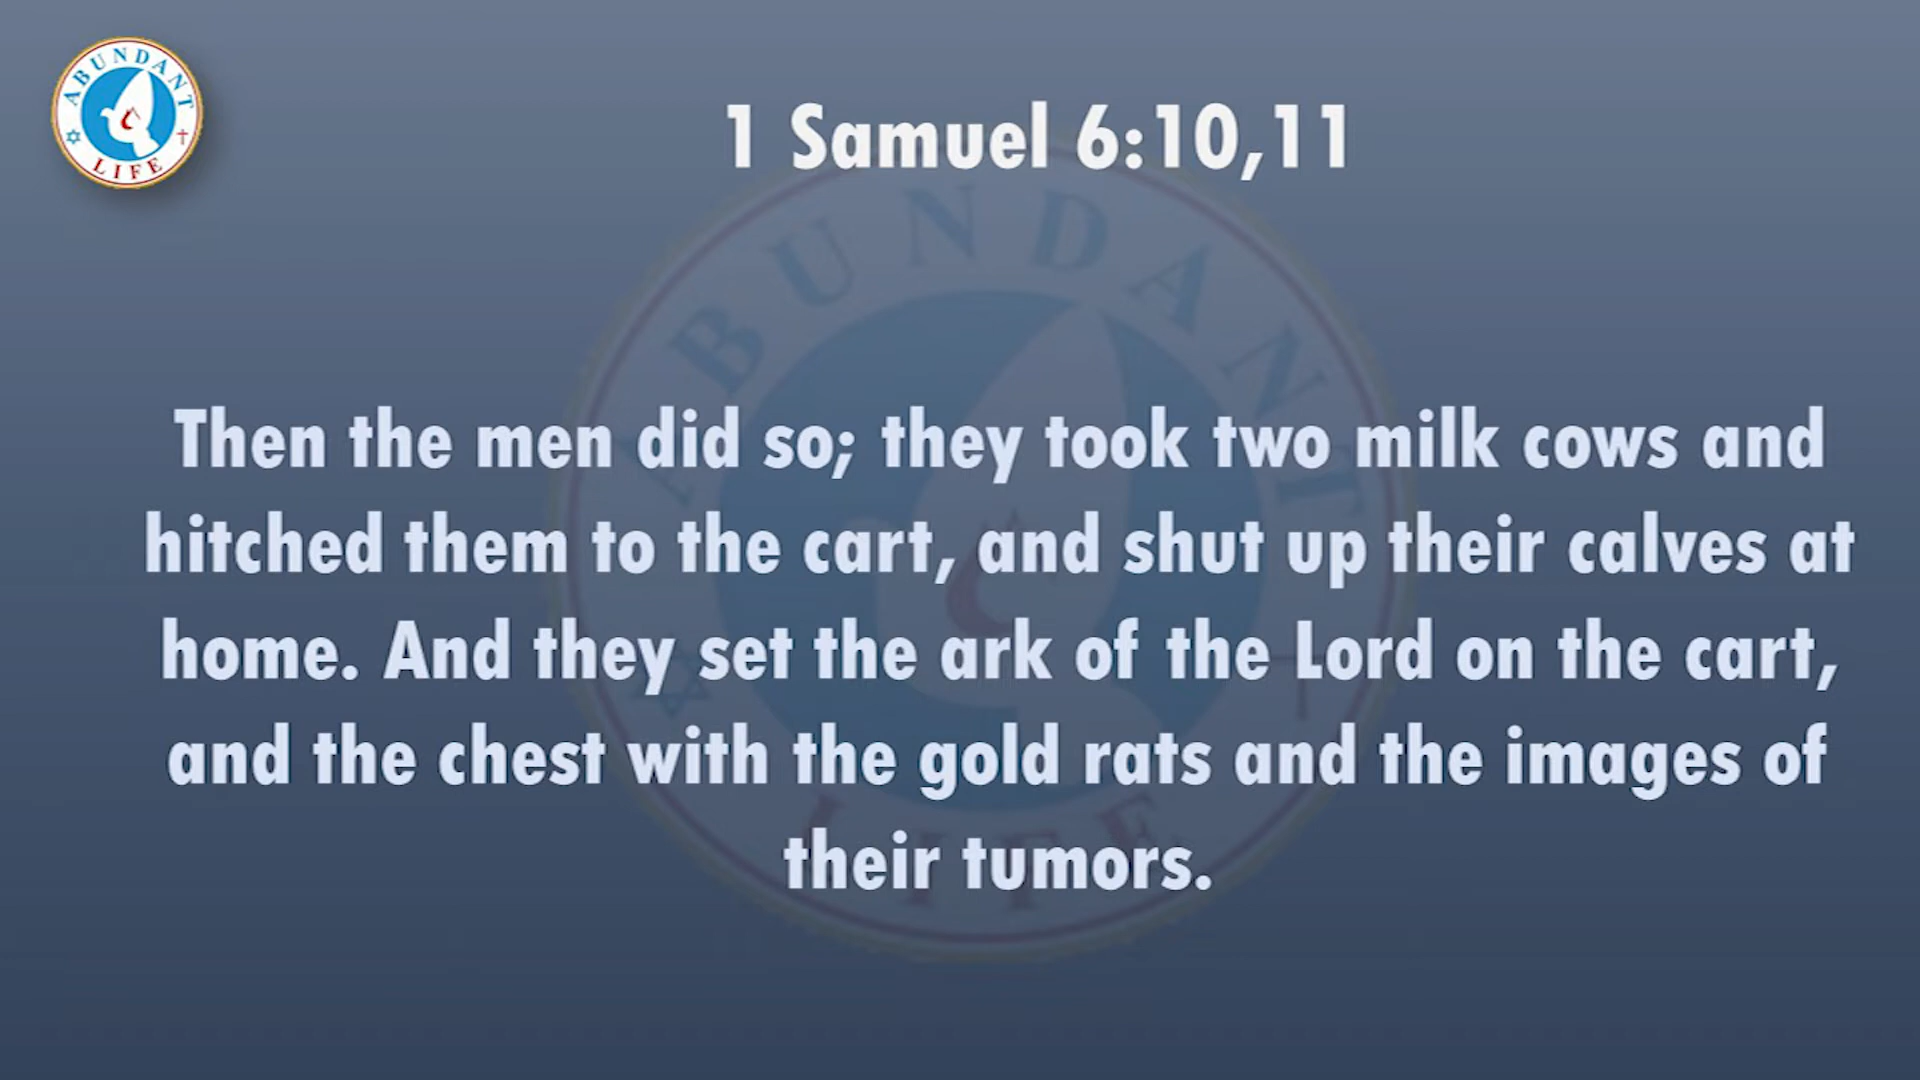 ABUNDANT
LIFE
1 Samuel 6:10,11
Then the men did so; they took two milk cows and
hitched them to the cart, and shut up their calves at
home. And they set the ark of the Lord on the cart,
and the chest with the gold rats and the images of
their tumors.
ABUNDANT
LIFE